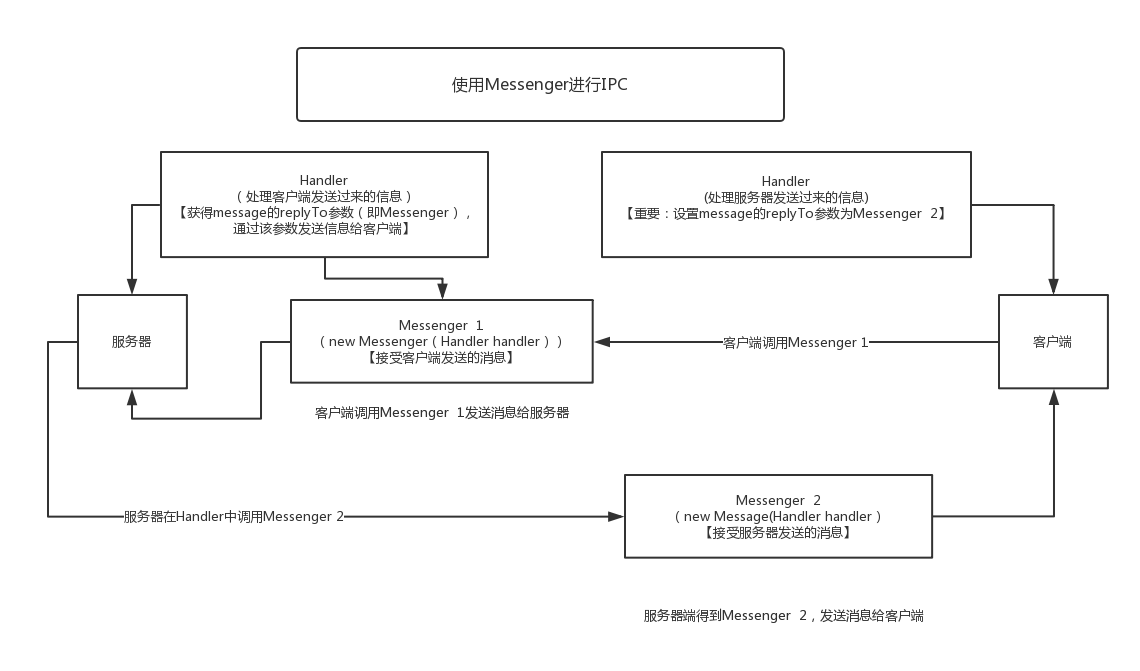 使用Messenger进行IPC
Handler
（处理客户端发送过来的信息）
【获得message的replyTo参数（即Messenger），
通过该参数发送信息给客户端】
Handler
(处理服务器发送过来的信息)
【重要：设置message的replyTo参数为Messenger 2】
服务器
Messenger 1
（new Messenger（Handler handler））
【接受客户端发送的消息】
客户端调用Messenger 1
客户端
客户端调用Messenger 1发送消息给服务器
服务器在Handler中调用Messenger 2
Messenger 2
（new Message(Handler handler）
【接受服务器发送的消息】
服务器端得到Messenger 2，发送消息给客户端